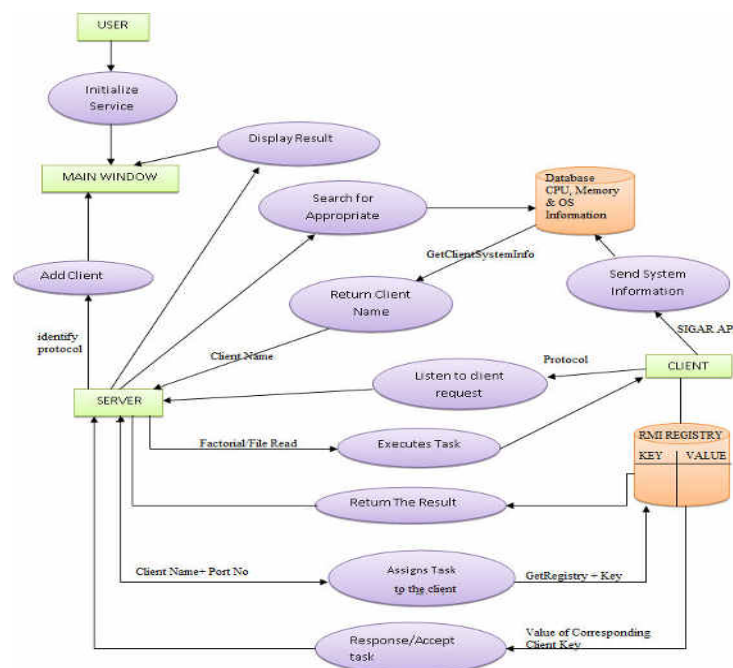 USER
Initialize
Service
Display Result
MAIN WINDOW
Search for
Appropriate
Database
CPU, Memory
& OS
Information
GetClientSystemInfo
Add Client
Return Client
Name
Send System
Information
identify
protocol
Client Name
SIGAR AP
Protocol
CLIENT
Listen to client
request
SERVER
Factorial/File Read
Executes Task
RMI REGISTRY
KEY
VALUE
Return The Result
Client Name+ Port No
Assigns Task
to the client
GetRegistry + Key
Response/Accept
task
Value of Corresponding
Client Key